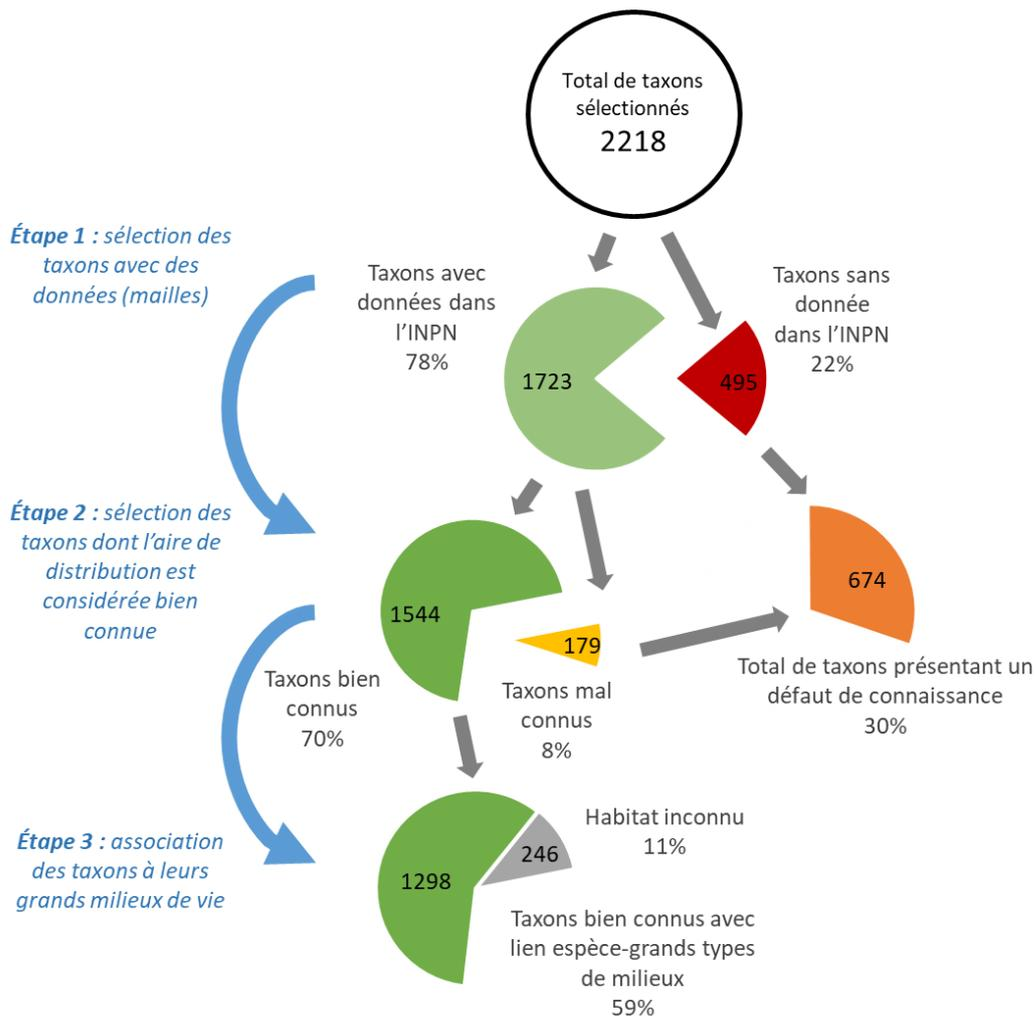 Total de taxons
sélectionnés
2218
Étape 1 : sélection des
taxons avec des
données (mailles)
Taxons avec
données dans
l’INPN
78%
Taxons sans
donnée
dans l’INPN
22%
1723
495
Étape 2 : sélection des
taxons dont l’aire de
distribution est
considérée bien
connue
1544
179
674
Taxons bien
connus
70%
Taxons mal
connus
8%
Total de taxons présentant un
défaut de connaissance
30%
Étape 3 : association
des taxons à leurs
grands milieux de vie
1298
246
Habitat inconnu
11%
Taxons bien connus avec
lien espèce-grands types
de milieux
59%